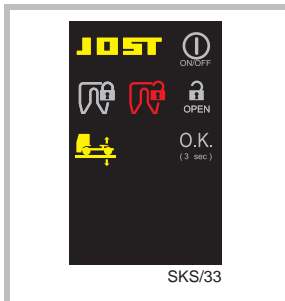 JOST
ON/OFF
OPEN
O.K.
(3 sec)
SKS/33